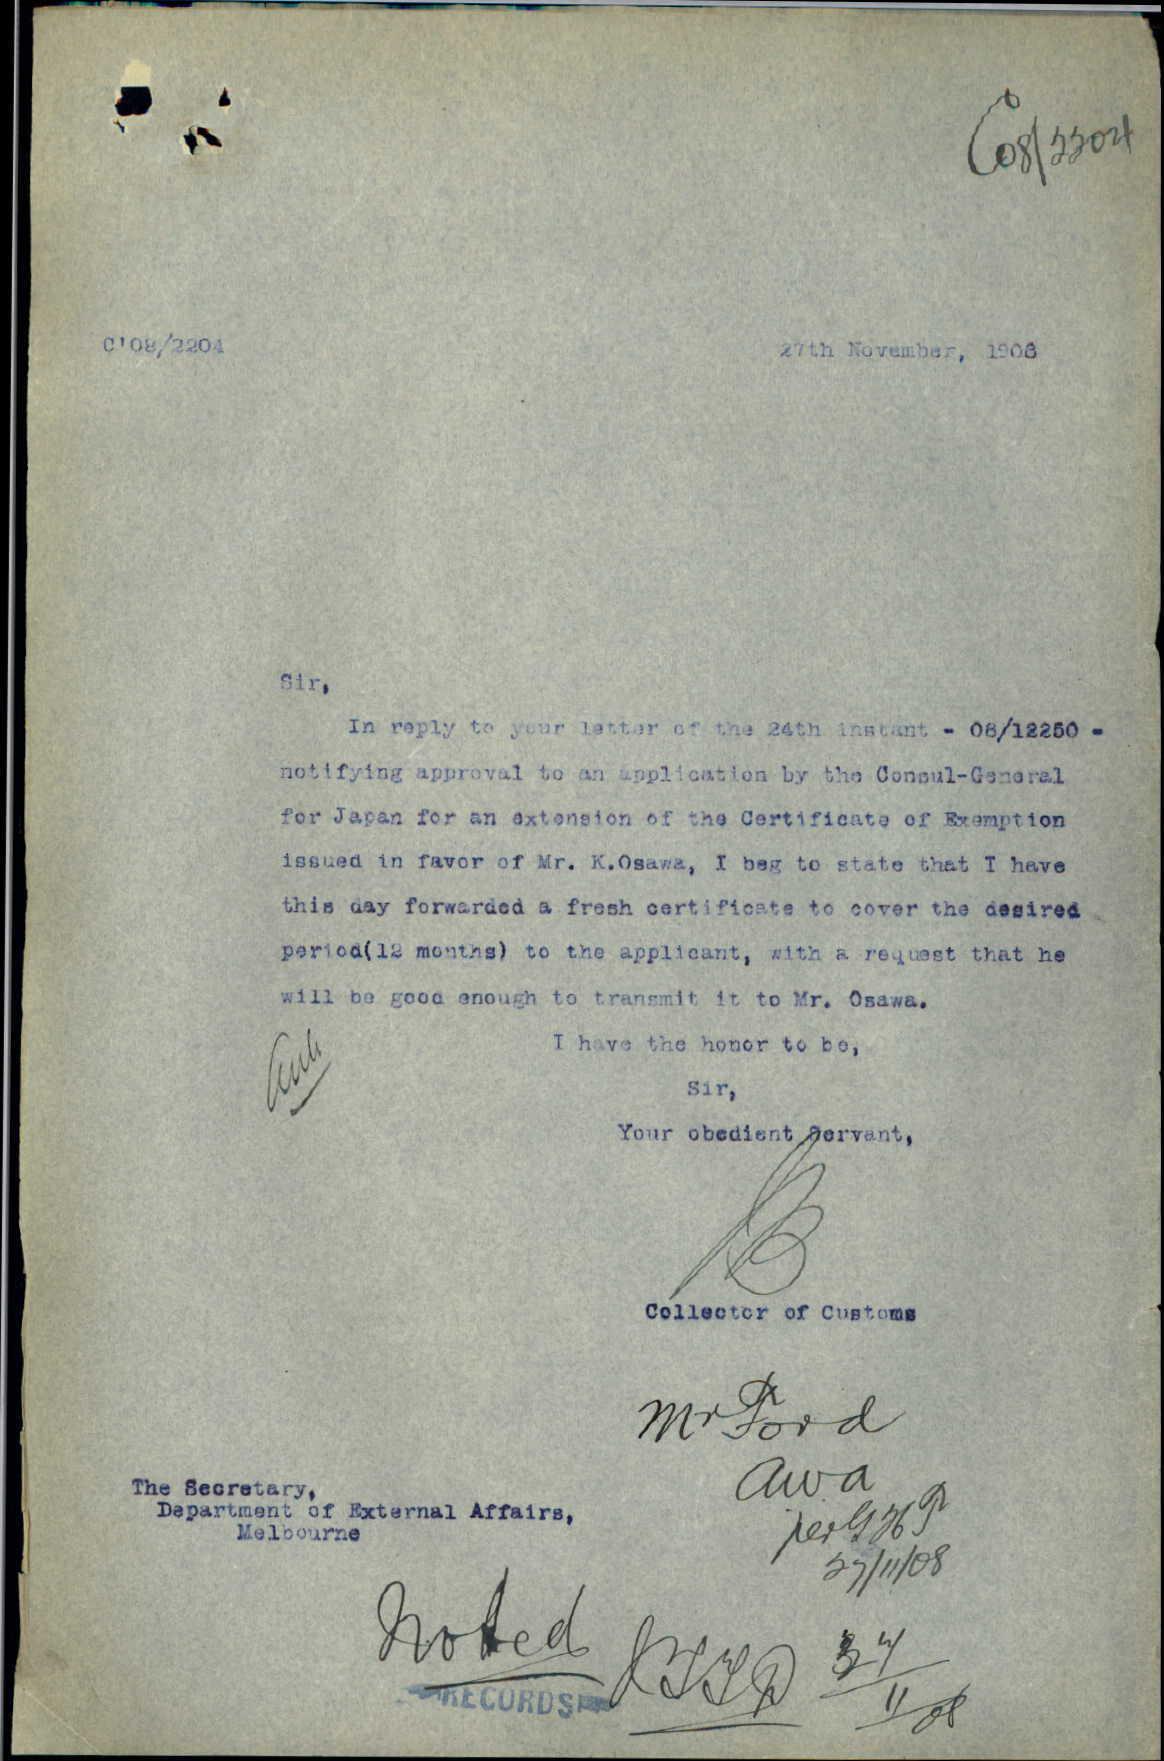 C08/2204
C'08/2204
27th November, 1908
Sir,
In reply to your letter of the 24th instant - 08/12250 -
notifying approval to an application by the Consul-General
for Japan for an extension of the Certificate of Exemption
issued in favor of Mr. K.Osawa, I beg to state that I have
this day forwarded a fresh certificate to cover the desired
period(12 months) to the applicant, with a request that he
will be good enough to transmit it to Mr. Osawa.
I have the honor to be,
Sir,
Your obedient Servant,
Collector of Customs
Mr Ford
awa
per
27/11/08
The Secretary,
Department of External Affairs,
Melbourne
Noted
27
11 08
RECORDS